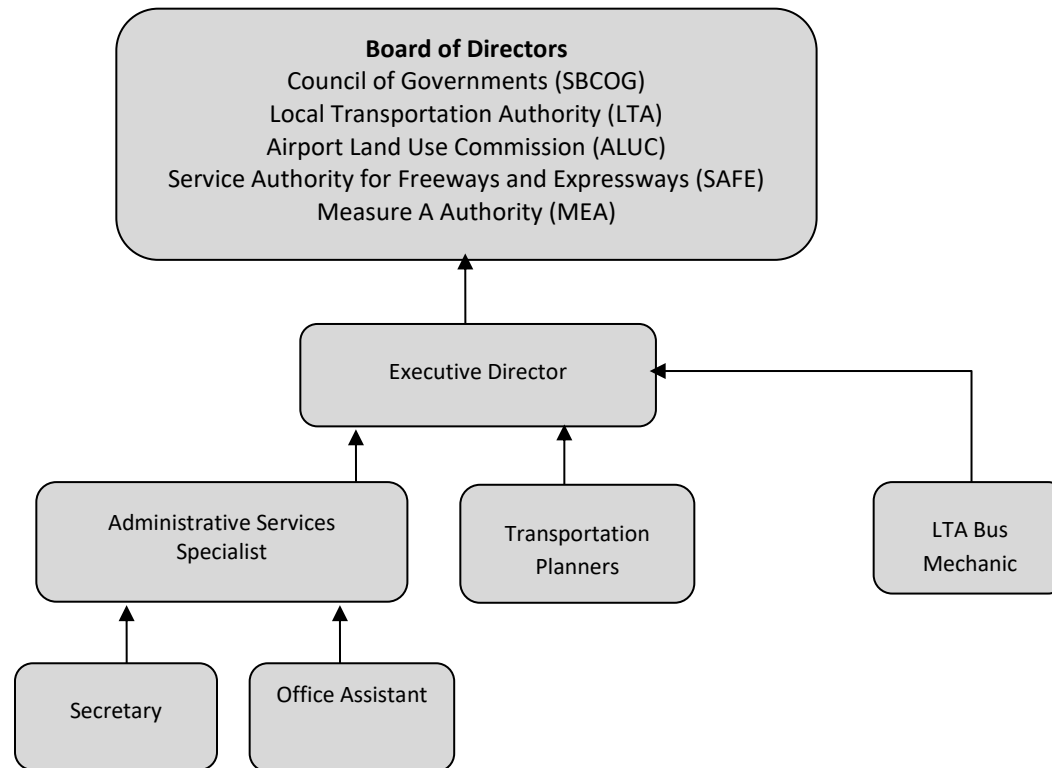 Board of Directors
Council of Governments (SBCOG)
Local Transportation Authority (LTA)
Airport Land Use Commission (ALUC)
Service Authority for Freeways and Expressways (SAFE)
Measure A Authority (MEA)
Executive Director
Administrative Services
Specialist
Transportation
Planners
LTA Bus
Mechanic
Secretary
Office Assistant